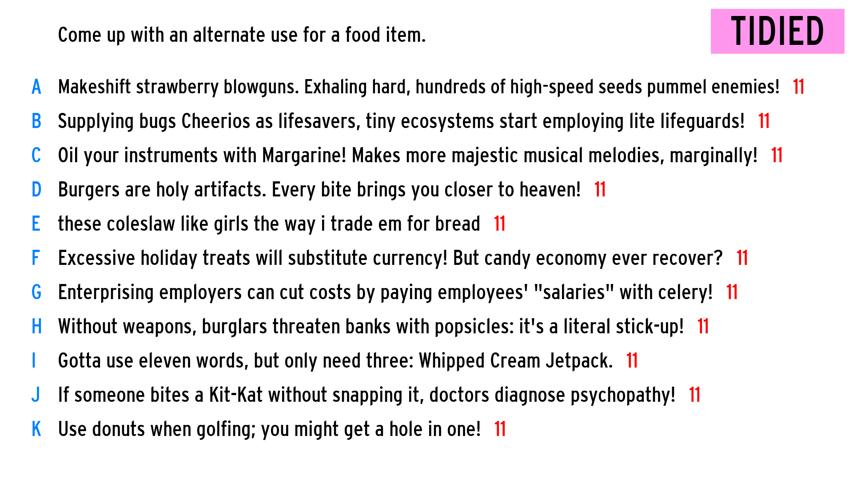 Come up with an alternate use for a food item.
TIDIED
A Makeshift strawberry blowguns. Exhaling hard, hundreds of high-speed seeds pummel enemies! 11
B Supplying bugs Cheerios as lifesavers, tiny ecosystems start employing lite lifeguards! 11
C Oil your instruments with Margarine! Makes more majestic musical melodies, marginally! 11
D Burgers are holy artifacts. Every bite brings you closer to heaven! 11
E these coleslaw like girls the way i trade em for bread 11
F Excessive holiday treats will substitute currency! But candy economy ever recover? 11
G Enterprising employers can cut costs by paying employees' "salaries" with celery! 11
H Without weapons, burglars threaten banks with popsicles: it's a literal stick-up! 11
I Gotta use eleven words, but only need three: Whipped Cream Jetpack. 11
J If someone bites a Kit-Kat without snapping it, doctors diagnose psychopathy! 11
K Use donuts when golfing; you might get a hole in one! 11